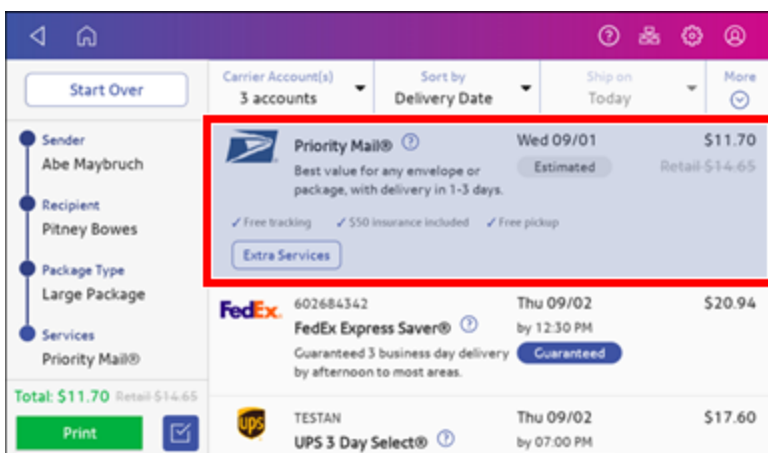 Start Over
Carrier Account(s)
3 accounts
Sort by
Delivery Date
Ship on
Today
More
Sender
Abe Maybruch
Recipient
Pitney Bowes
Package Type
Large Package
Services
Priority Mail®
Total: $11.70 Retail $14.65
Print
Priority Mail® ?
Wed 09/01
$11.70
Best value for any envelope or
package, with delivery in 1-3 days.
Estimated
Retail $14.65
✓ Free tracking ✓ $50 insurance included ✓ Free pickup
Extra Services
FedEx.
602684342
Thu 09/02
$20.94
FedEx Express Saver® ?
by 12:30 PM
Guaranteed 3 business day delivery
by afternoon to most areas.
Guaranteed
ups
TESTAN
Thu 09/02
$17.60
UPS 3 Day Select® ?
by 07:00 PM